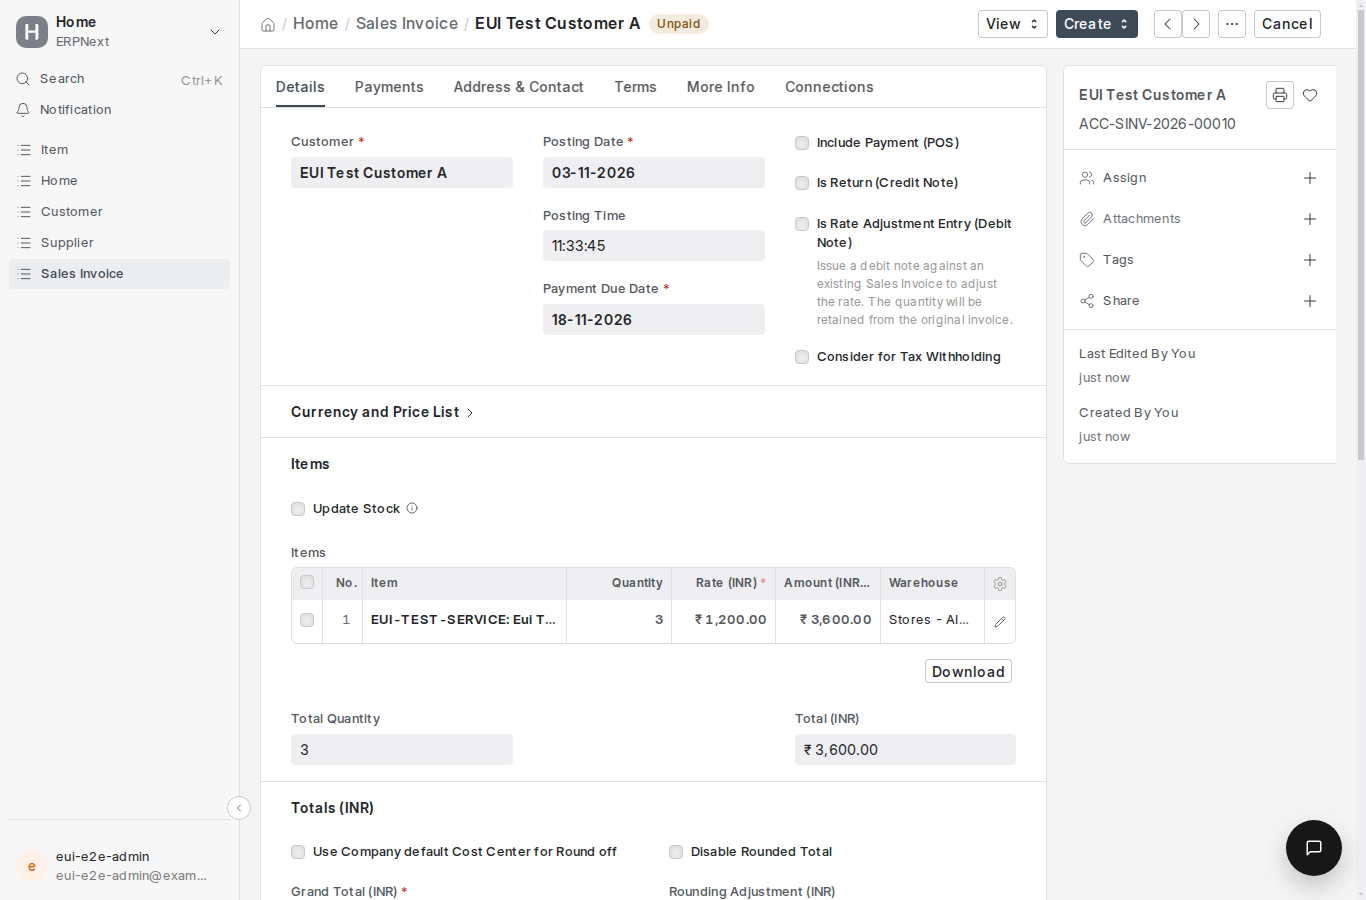 Home
ERPNext
Search
Ctrl+K
Notification
Item
Home
Customer
Supplier
Sales Invoice
eui-e2e-admin
e
eui-e2e-admin@exam...
H
/ Home / Sales Invoice / EUI Test Customer A Unpaid
View
Create
...
Cancel
Details Payments Address & Contact Terms More Info Connections
Customer *
EUI Test Customer A
Posting Date *
03-11-2026
Posting Time
11:33:45
Payment Due Date *
18-11-2026
Include Payment (POS)
Is Return (Credit Note)
Is Rate Adjustment Entry (Debit
Note)
Issue a debit note against an
existing Sales Invoice to adjust
the rate. The quantity will be
retained from the original invoice.
Consider for Tax Withholding
Currency and Price List
Items
Update Stock
Items
No. Item Quantity Rate (INR) * Amount (INR... Warehouse
1 EUI-TEST-SERVICE: Eui T... 3 ₹ 1,200.00 ₹ 3,600.00 Stores - Al...
Download
Total Quantity
3
Total (INR)
₹ 3,600.00
Totals (INR)
Use Company default Cost Center for Round off
Disable Rounded Total
Grand Total (INR) *
Rounding Adjustment (INR)
EUI Test Customer A
ACC-SINV-2026-00010
Assign
Attachments
Tags
Share
Last Edited By You
just now
Created By You
just now